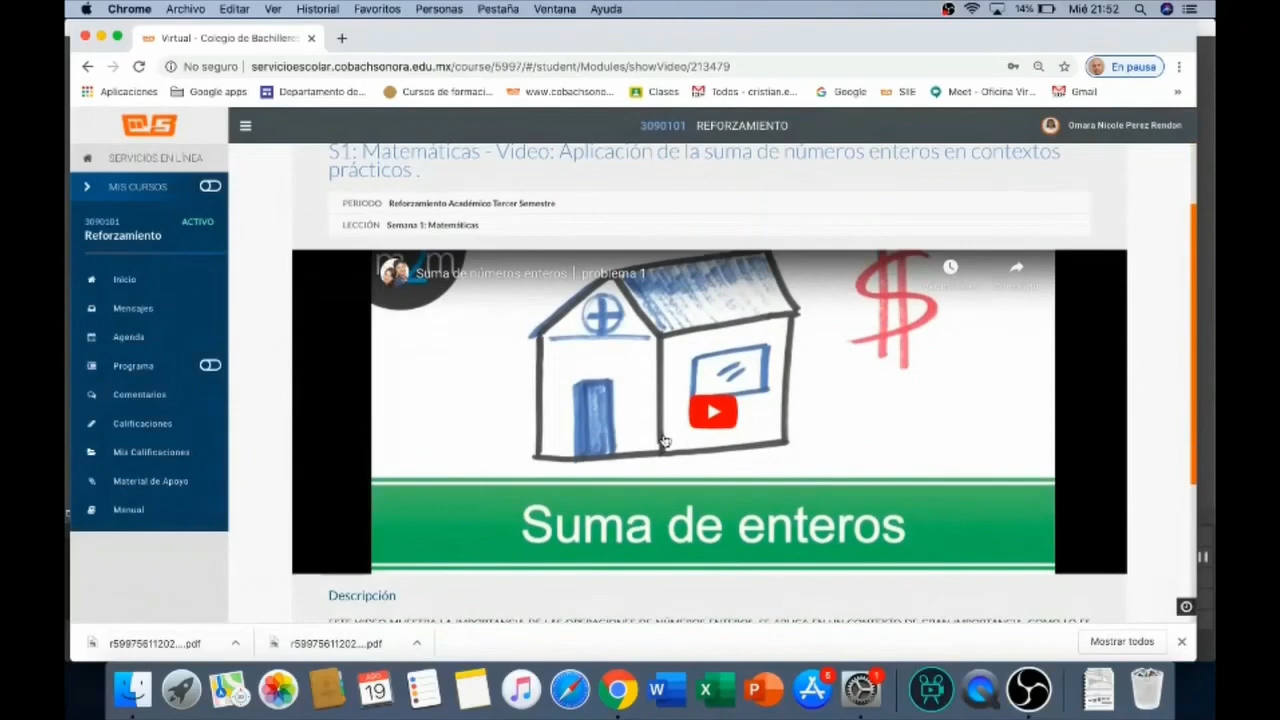 Chrome Archivo Editar Ver Historial Favoritos Personas Pestaña Ventana Ayuda 14% Mié 21:52
Virtual - Colegio de Bachilleres
No seguro servicioescolar.cobachsonora.edu.mx/course/5997/#/student/Modules/showVideo/213479 En pausa
Aplicaciones Google apps Departamento de... Cursos de formaci... www.cobachsono... Clases Todos - cristian.e... Google SIIE Meet - Oficina Vir... Gmail »
3090101 REFORZAMIENTO Omara Nicole Perez Rendon
SERVICIOS EN LÍNEA
MIS CURSOS
3090101 ACTIVO
Reforzamiento
Inicio
Mensajes
Agenda
Programa
Comentarios
Calificaciones
Mis Calificaciones
Material de Apoyo
Manual
S1: Matemáticas - Video: Aplicación de la suma de números enteros en contextos
prácticos .
PERIODO Reforzamiento Académico Tercer Semestre
LECCIÓN Semana 1: Matemáticas
Suma de números enteros | problema 1
$
Suma de enteros
Descripción
r59975611202....pdf r59975611202....pdf Mostrar todos
AGO
19
5
1